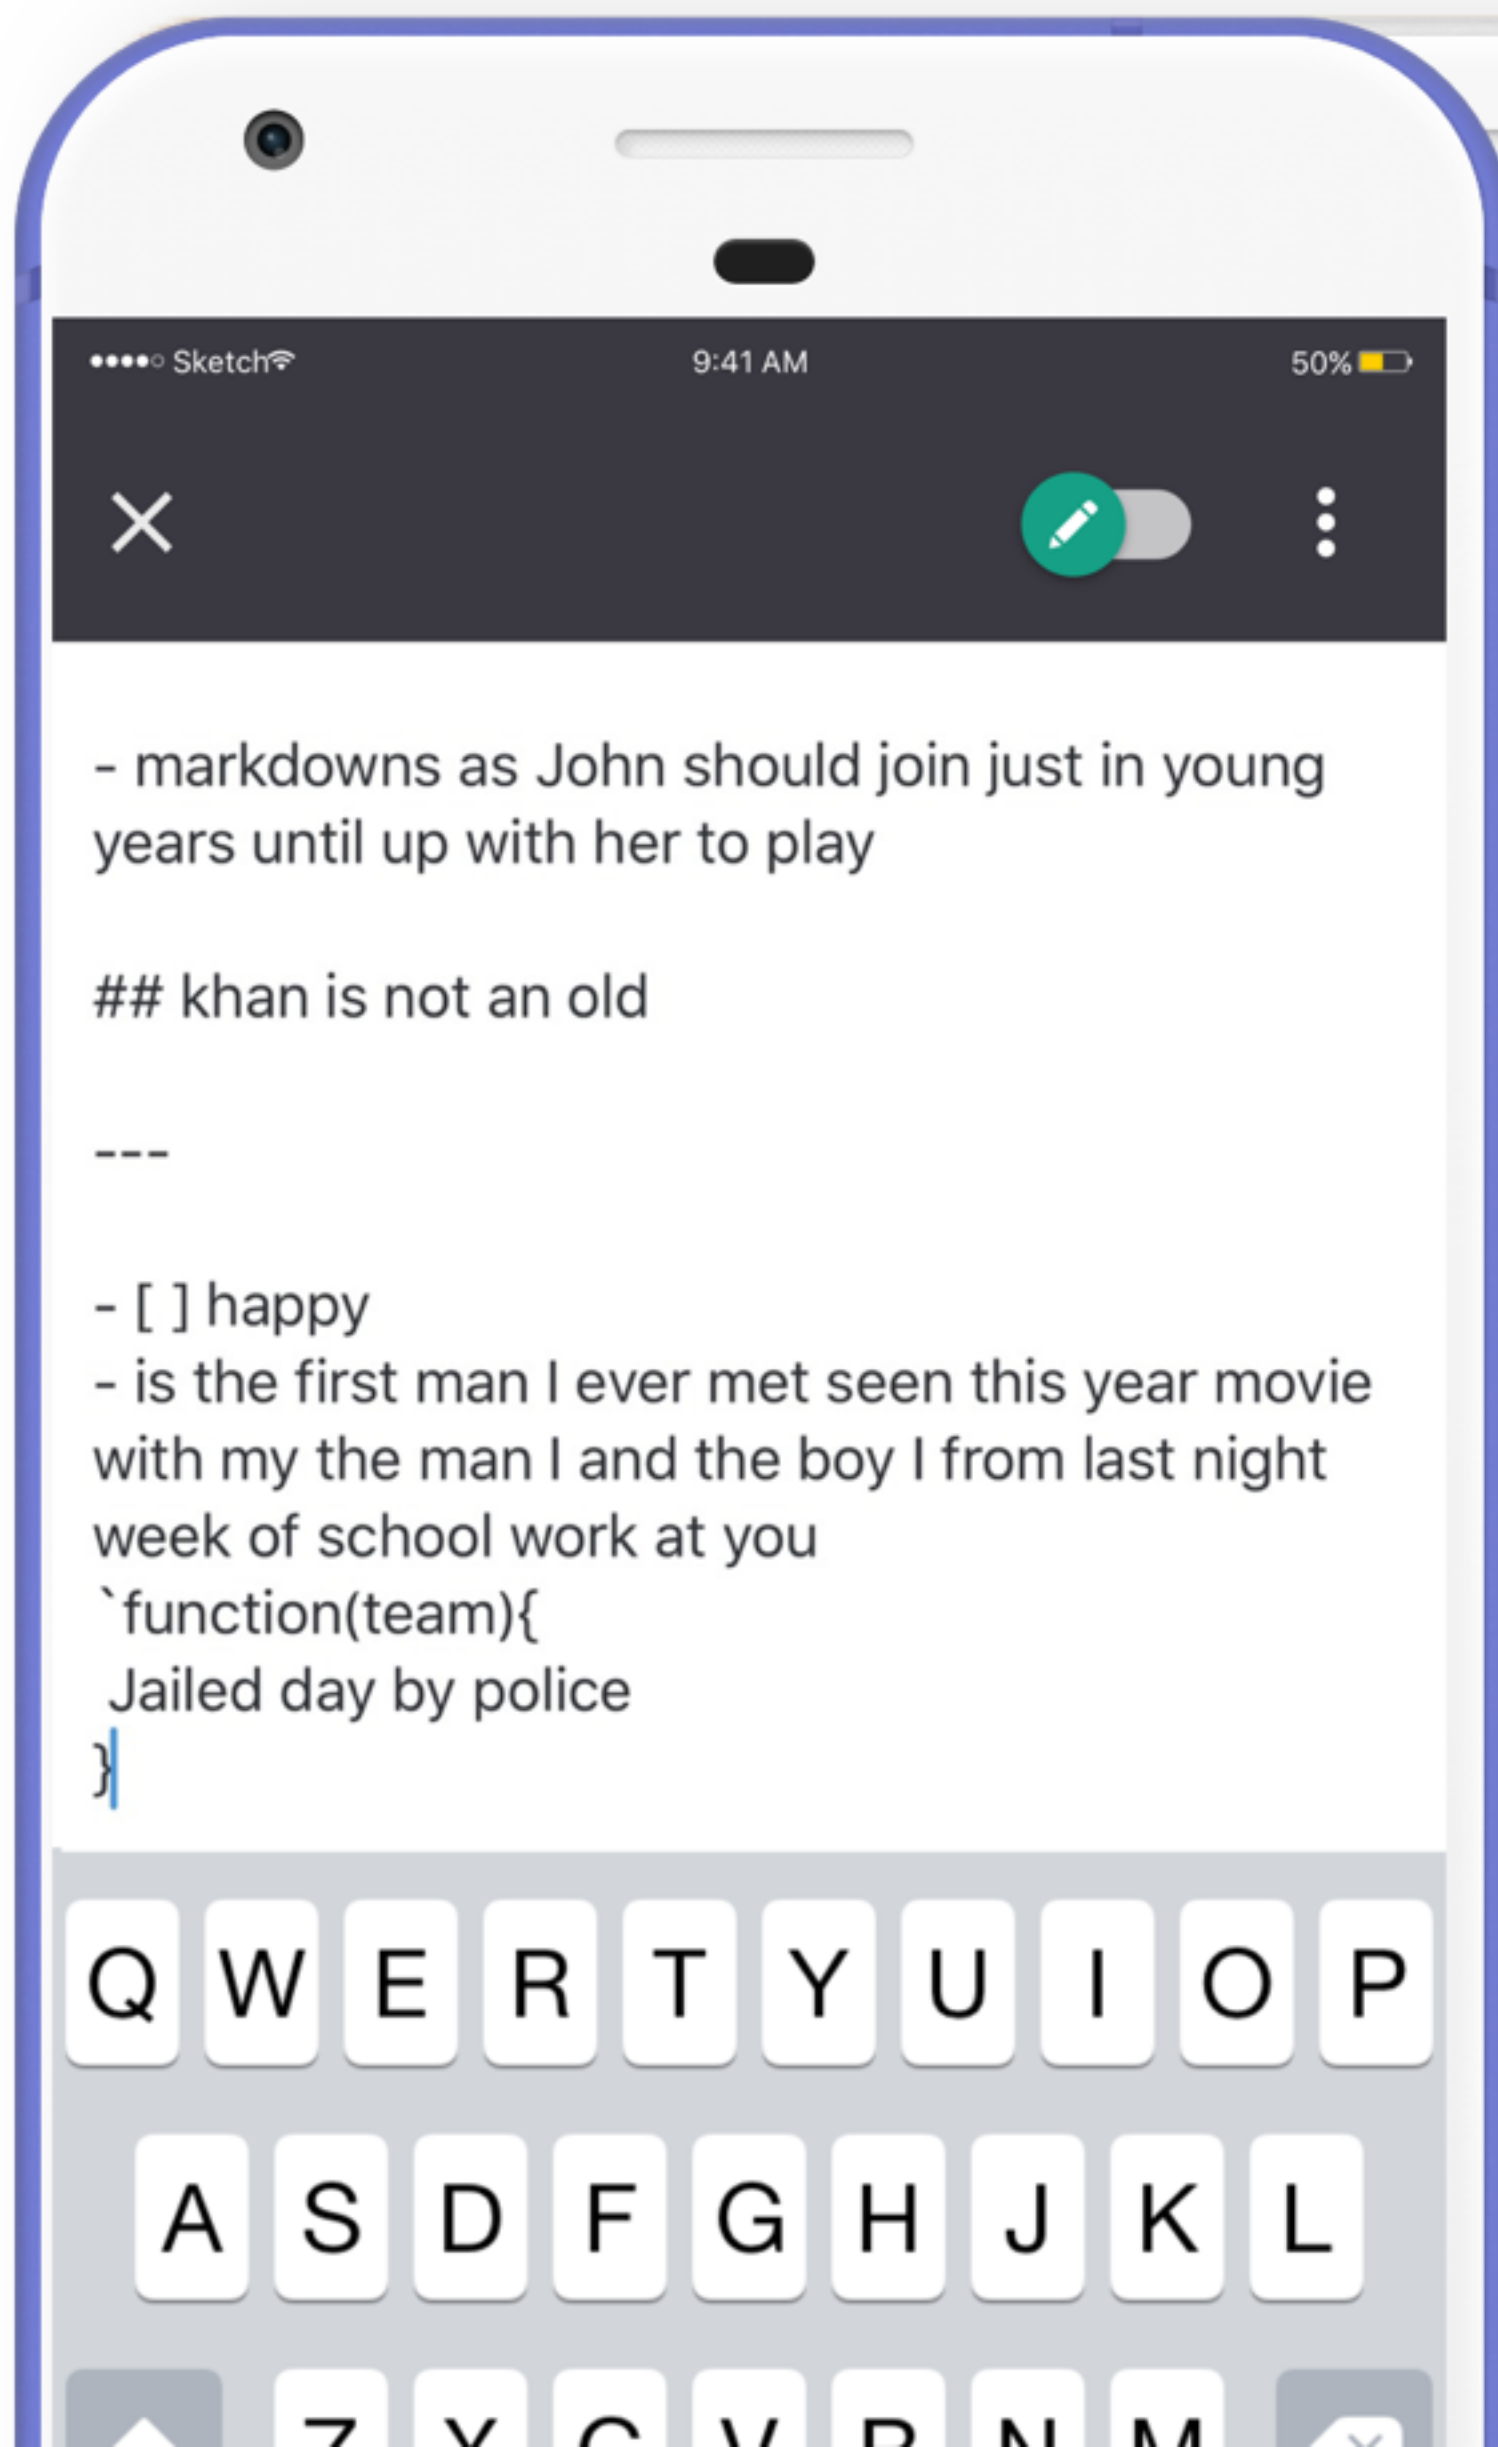 Sketch 9:41 AM 50%
- markdowns as John should join just in young
years until up with her to play
## khan is not an old
---
- [ ] happy
- is the first man I ever met seen this year movie
with my the man I and the boy I from last night
week of school work at you
`function(team){
Jailed day by police
}
Q W E R T Y U I O P
A S D F G H J K L
Z X C V B N M